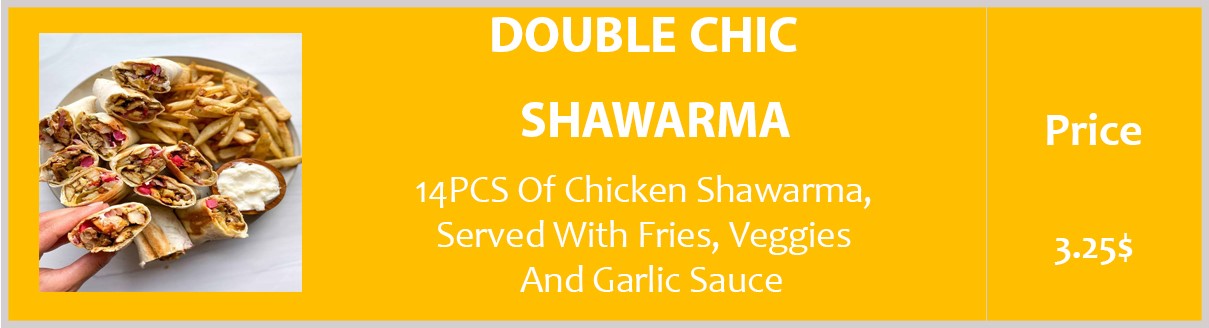 DOUBLE CHIC
SHAWARMA
14PCS Of Chicken Shawarma,
Served With Fries, Veggies
And Garlic Sauce
Price
3.25$